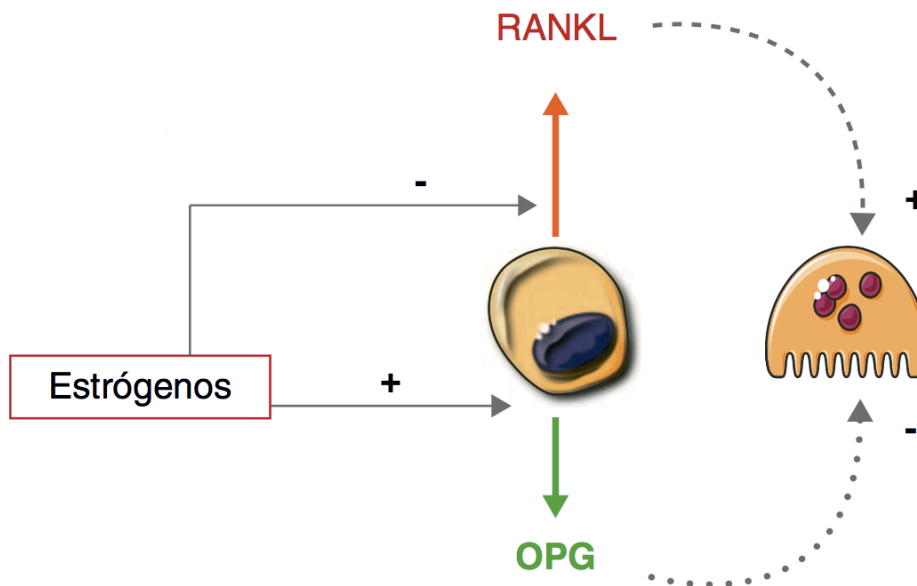 RANKL
-
+
Estrógenos
+
-
OPG